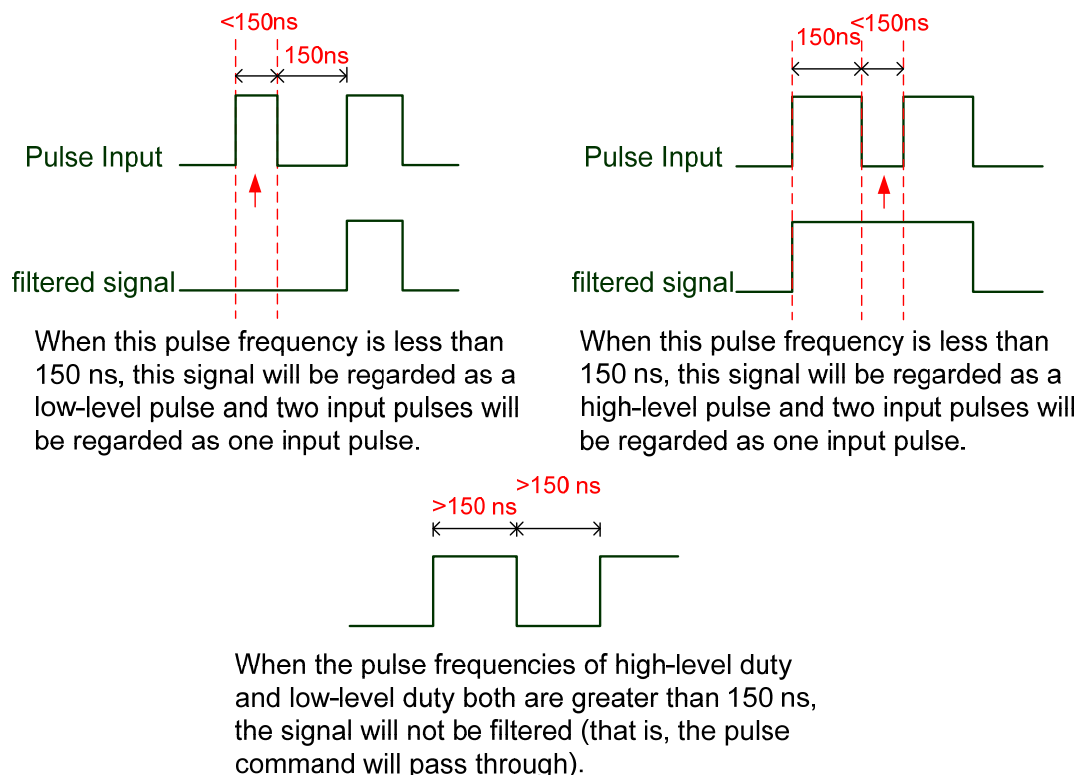 <150ns
150ns
Pulse Input
filtered signal
When this pulse frequency is less than
150 ns, this signal will be regarded as a
low-level pulse and two input pulses will
be regarded as one input pulse.
<150ns
150ns
Pulse Input
filtered signal
When this pulse frequency is less than
150 ns, this signal will be regarded as a
high-level pulse and two input pulses will
be regarded as one input pulse.
>150 ns
>150 ns
When the pulse frequencies of high-level duty
and low-level duty both are greater than 150 ns,
the signal will not be filtered (that is, the pulse
command will pass through).